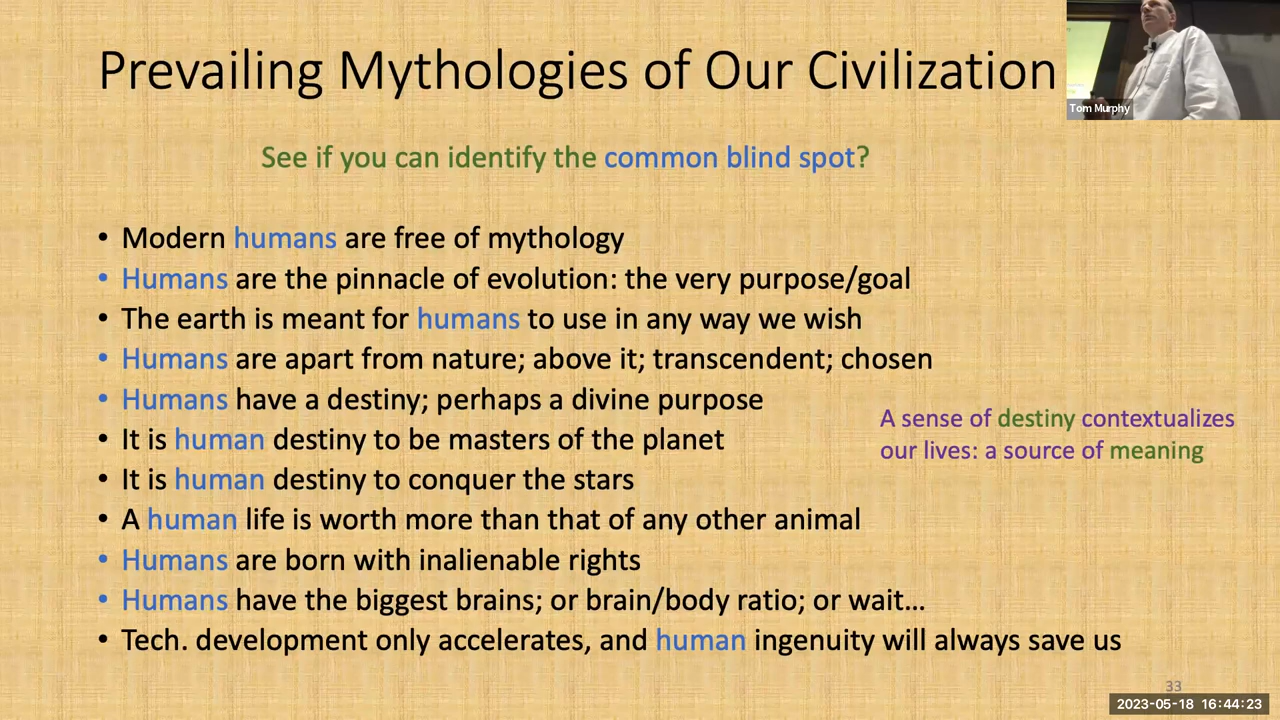 Prevailing Mythologies of Our Civilization
Tom Murphy
See if you can identify the common blind spot?
• Modern humans are free of mythology
• Humans are the pinnacle of evolution: the very purpose/goal
• The earth is meant for humans to use in any way we wish
• Humans are apart from nature; above it; transcendent; chosen
• Humans have a destiny; perhaps a divine purpose
A sense of destiny contextualizes
our lives: a source of meaning
• It is human destiny to be masters of the planet
• It is human destiny to conquer the stars
• A human life is worth more than that of any other animal
• Humans are born with inalienable rights
• Humans have the biggest brains; or brain/body ratio; or wait…
• Tech. development only accelerates, and human ingenuity will always save us
33
2023-05-18 16:44:23